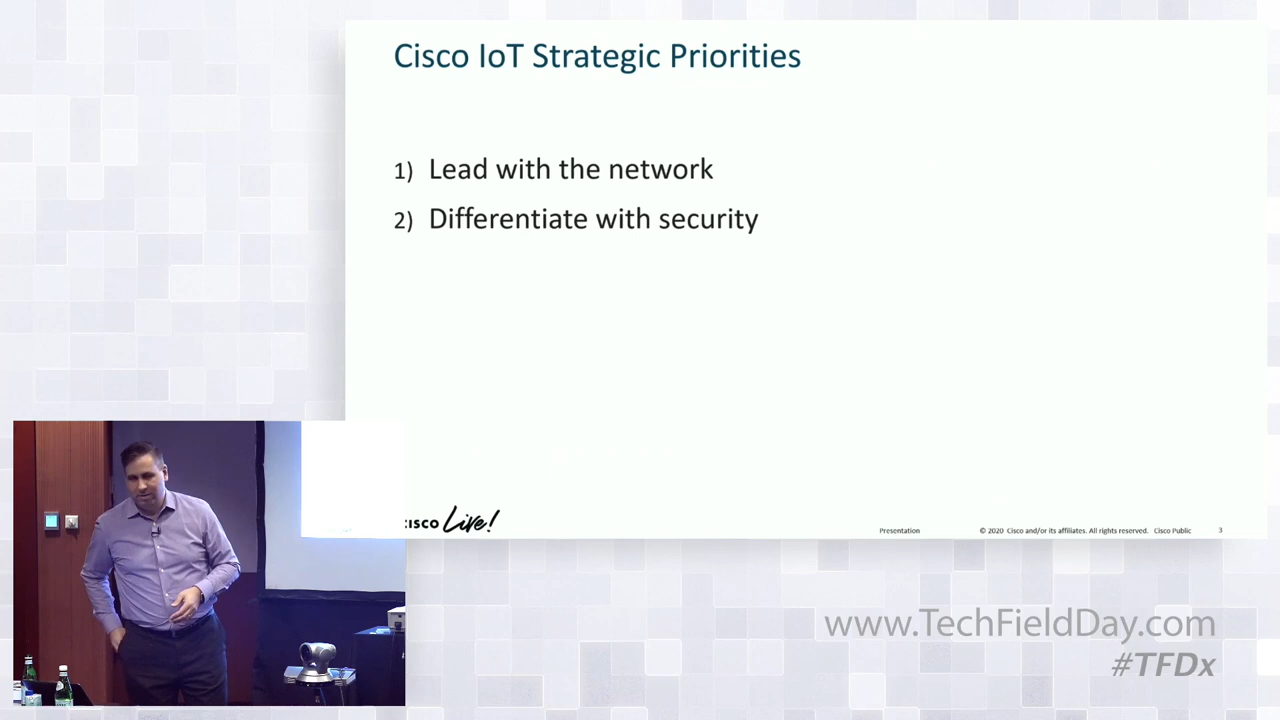 Cisco IoT Strategic Priorities
1) Lead with the network
2) Differentiate with security
cisco Live!
Presentation © 2020 Cisco and/or its affiliates. All rights reserved. Cisco Public 3
www.TechFieldDay.com
#TFDx